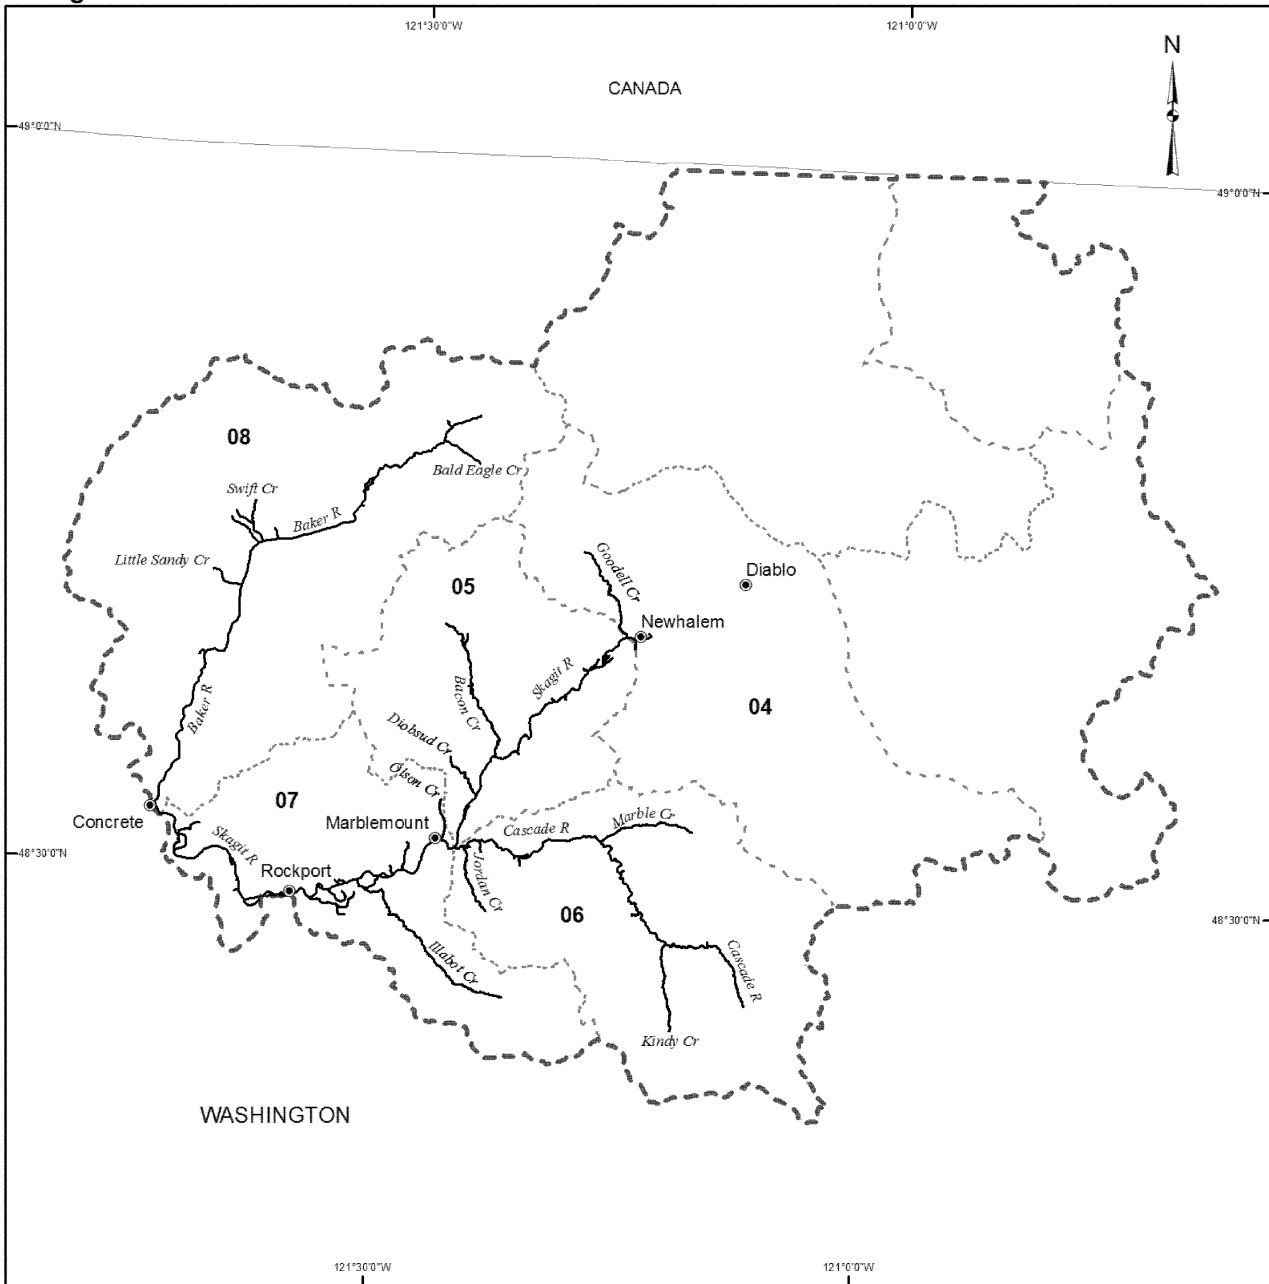 121°30'0"W
121°0'0"W
N
CANADA
49°0'0"N
49°0'0"N
08
Bald Eagle Cr
Swift Cr
Baker R
Little Sandy Cr
Goodell Cr
Diablo
05
Newhalem
Skagit R
Bacon Cr
Baker R
04
Diobsud Cr
Olson Cr
07
Concrete
Marblemount
Marble Cr
Cascade R
Skagit R
48°30'0"N
Rockport
Jordan Cr
06
48°30'0"N
Illabot Cr
Cascade R
Kindy Cr
WASHINGTON
121°30'0"W
121°0'0"W